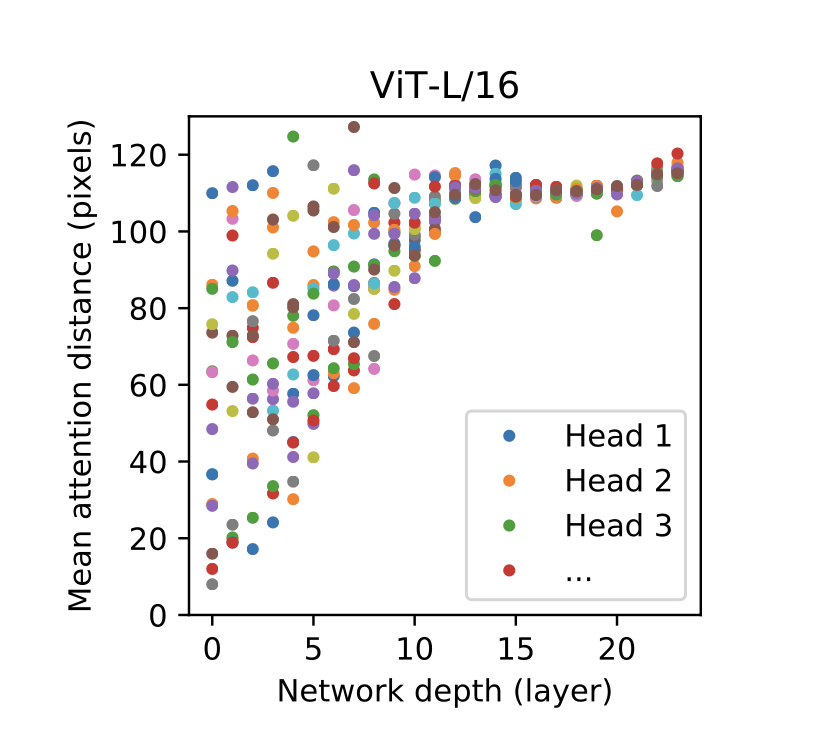 ViT-L/16
Mean attention distance (pixels)
120
100
80
60
40
20
0
Head 1
Head 2
Head 3
...
0 5 10 15 20
Network depth (layer)